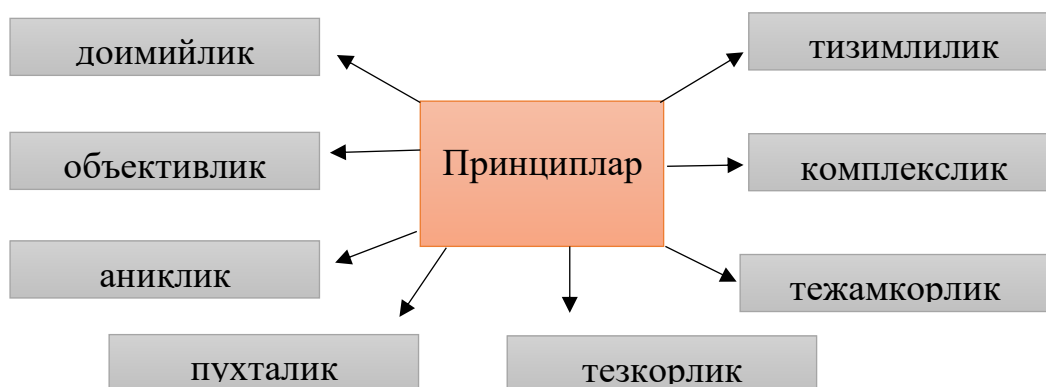 доимийлик
тизимлилик
Принциплар
объективлик
комплекслик
аниклик
тежамкорлик
пухталик
тезкорлик